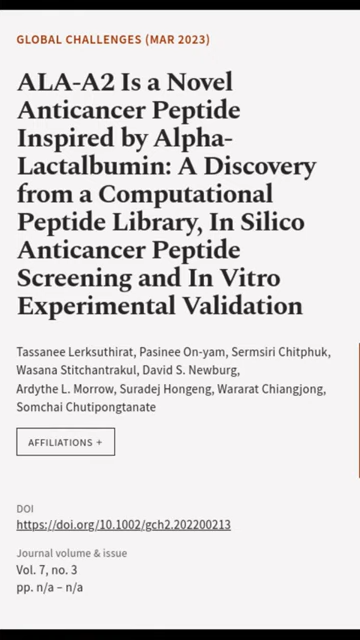 GLOBAL CHALLENGES (MAR 2023)
ALA-A2 Is a Novel
Anticancer Peptide
Inspired by Alpha-
Lactalbumin: A Discovery
from a Computational
Peptide Library, In Silico
Anticancer Peptide
Screening and In Vitro
Experimental Validation
Tassanee Lerksuthirat, Pasinee On-yam, Sermsiri Chitphuk,
Wasana Stitchantrakul, David S. Newburg,
Ardythe L. Morrow, Suradej Hongeng, Wararat Chiangjong,
Somchai Chutipongtanate
AFFILIATIONS +
DOI
https://doi.org/10.1002/gch2.202200213
Journal volume & issue
Vol. 7, no. 3
pp. n/a – n/a